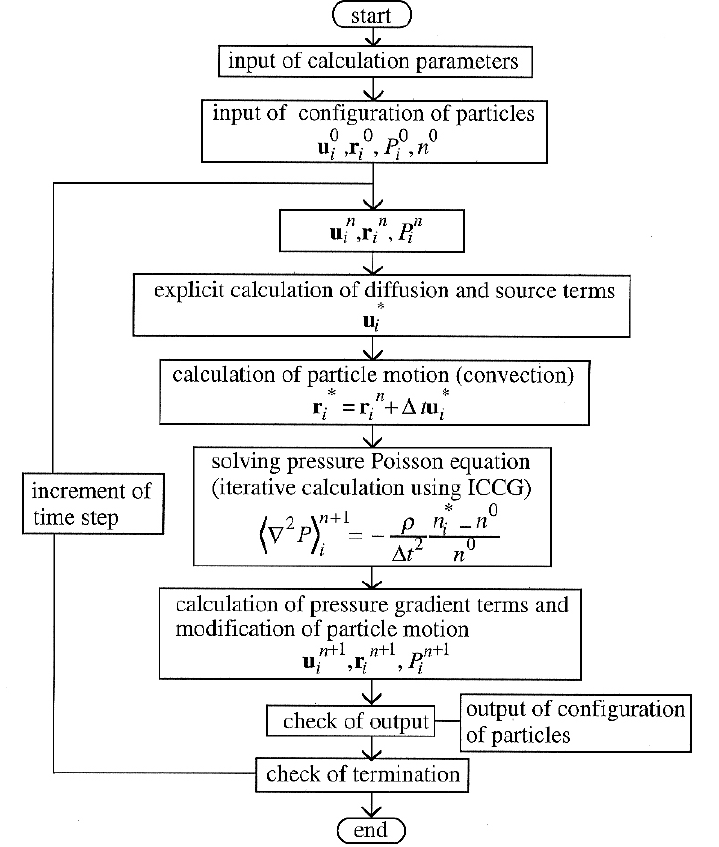 start
input of calculation parameters
input of configuration of particles
u_i^0, r_i^0, P_i^0, n^0
u_i^n, r_i^n, P_i^n
explicit calculation of diffusion and source terms
u_i^*
calculation of particle motion (convection)
r_i^* = r_i^n + Δt u_i^*
solving pressure Poisson equation
(iterative calculation using ICCG)
⟨∇²P⟩_i^{n+1} = − ρ/Δt² (n_i^* − n^0)/n^0
increment of
time step
calculation of pressure gradient terms and
modification of particle motion
u_i^{n+1}, r_i^{n+1}, P_i^{n+1}
check of output
output of configuration
of particles
check of termination
end